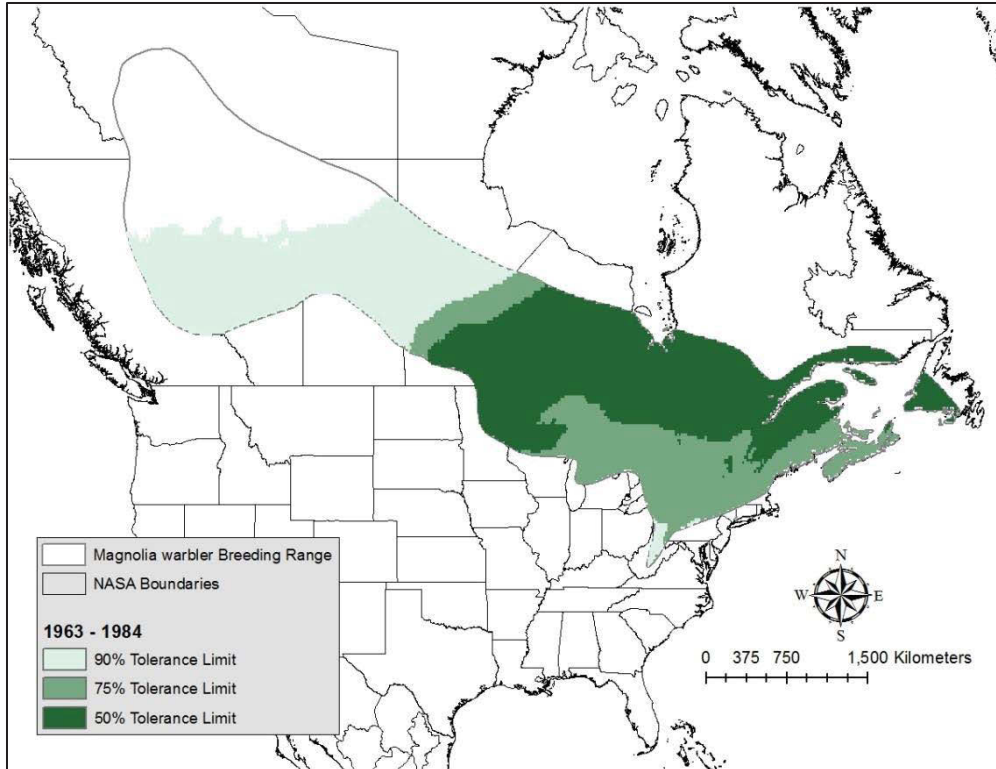 Magnolia warbler Breeding Range
NASA Boundaries
1963 - 1984
90% Tolerance Limit
75% Tolerance Limit
50% Tolerance Limit
N
W E
S
0 375 750 1,500 Kilometers